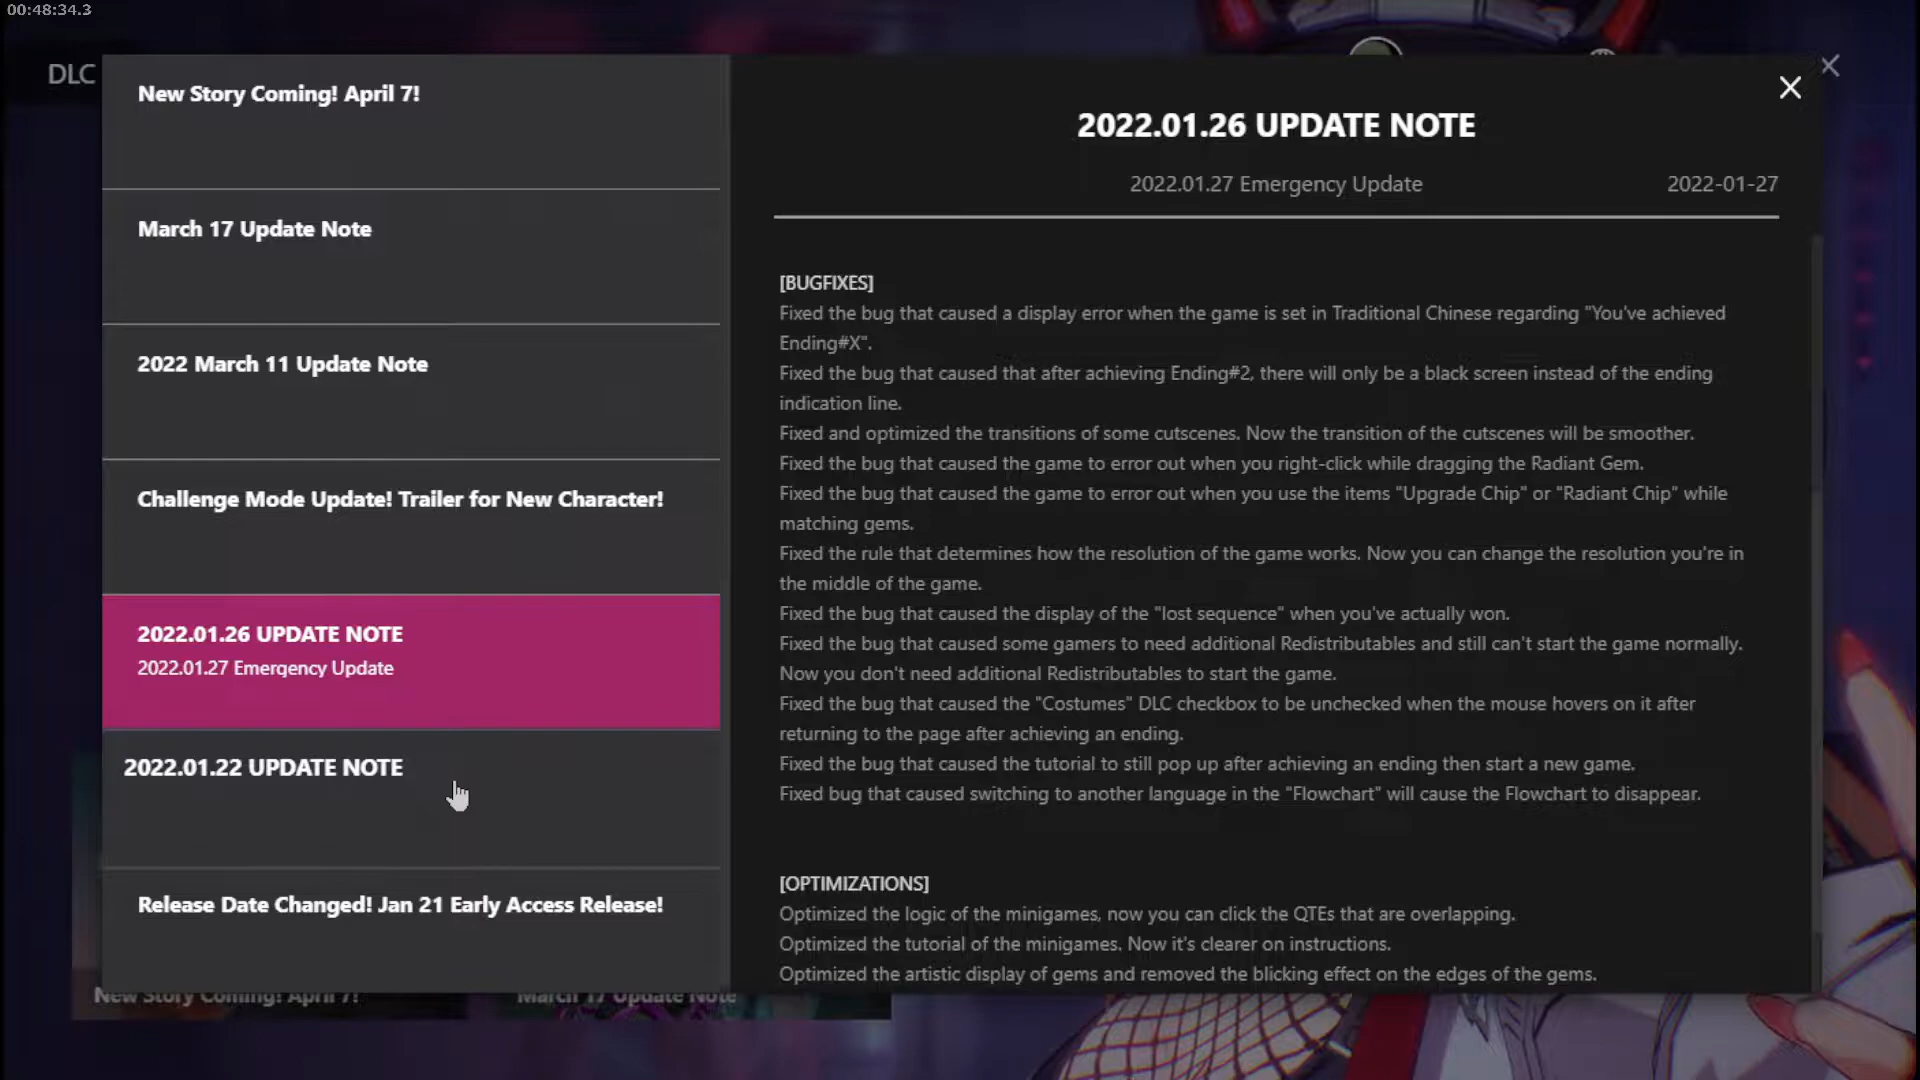 00:48:34.3
DLC
New Story Coming! April 7!
March 17 Update Note
2022 March 11 Update Note
Challenge Mode Update! Trailer for New Character!
2022.01.26 UPDATE NOTE
2022.01.27 Emergency Update
2022.01.22 UPDATE NOTE
Release Date Changed! Jan 21 Early Access Release!
2022.01.26 UPDATE NOTE
2022.01.27 Emergency Update
2022-01-27
[BUGFIXES]
Fixed the bug that caused a display error when the game is set in Traditional Chinese regarding "You've achieved
Ending#X".
Fixed the bug that caused that after achieving Ending#2, there will only be a black screen instead of the ending
indication line.
Fixed and optimized the transitions of some cutscenes. Now the transition of the cutscenes will be smoother.
Fixed the bug that caused the game to error out when you right-click while dragging the Radiant Gem.
Fixed the bug that caused the game to error out when you use the items "Upgrade Chip" or "Radiant Chip" while
matching gems.
Fixed the rule that determines how the resolution of the game works. Now you can change the resolution you're in
the middle of the game.
Fixed the bug that caused the display of the "lost sequence" when you've actually won.
Fixed the bug that caused some gamers to need additional Redistributables and still can't start the game normally.
Now you don't need additional Redistributables to start the game.
Fixed the bug that caused the "Costumes" DLC checkbox to be unchecked when the mouse hovers on it after
returning to the page after achieving an ending.
Fixed the bug that caused the tutorial to still pop up after achieving an ending then start a new game.
Fixed bug that caused switching to another language in the "Flowchart" will cause the Flowchart to disappear.
[OPTIMIZATIONS]
Optimized the logic of the minigames, now you can click the QTEs that are overlapping.
Optimized the tutorial of the minigames. Now it's clearer on instructions.
Optimized the artistic display of gems and removed the blicking effect on the edges of the gems.
New Story Coming! April 7!
March 17 Update Note